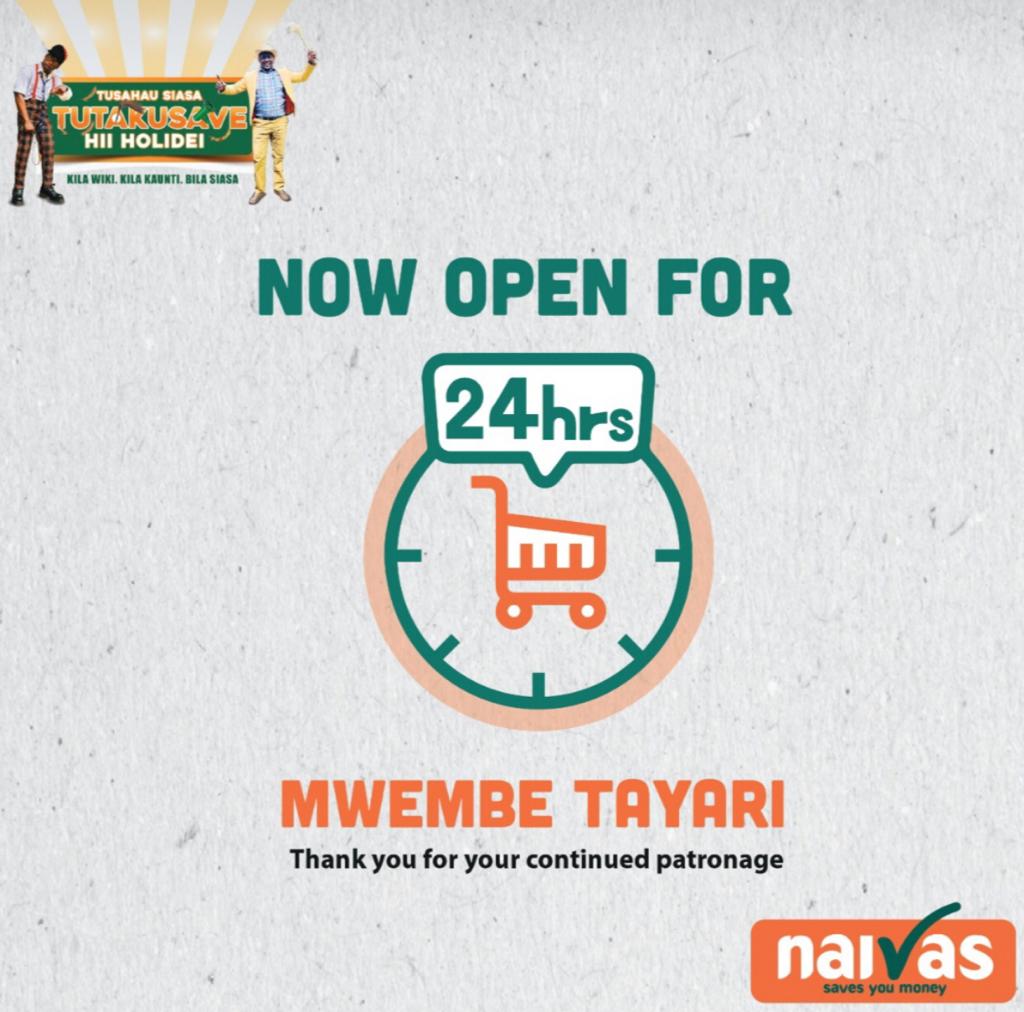 TUSAHAU SIASA
TUTAKUSAVE
HII HOLIDEI
KILA WIKI. KILA KAUNTI. BILA SIASA
NOW OPEN FOR
24hrs
MWEMBE TAYARI
Thank you for your continued patronage
naivas
saves you money